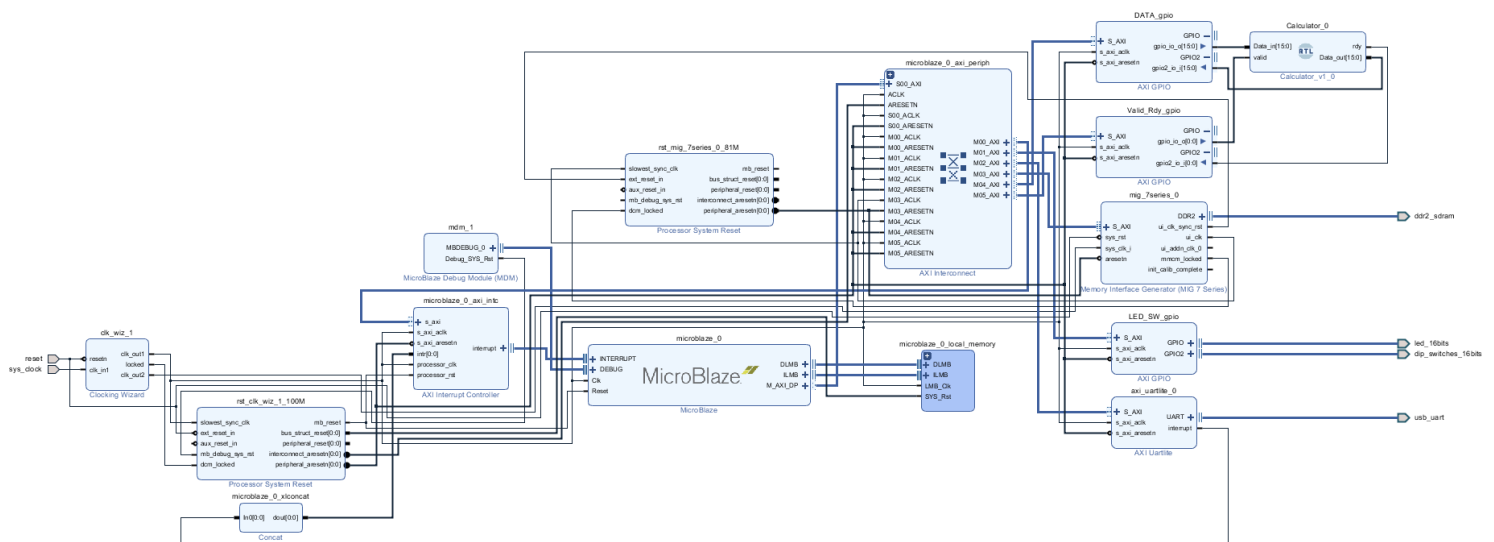 DATA_gpio
S_AXI
s_axi_aclk
s_axi_aresetn
GPIO
gpio_io_o[15:0]
GPIO2
gpio2_io_i[15:0]
AXI GPIO
Calculator_0
Data_in[15:0]
valid
RTL
rdy
Data_out[15:0]
Calculator_v1_0
microblaze_0_axi_periph
S00_AXI
ACLK
ARESETN
S00_ACLK
S00_ARESETN
M00_ACLK
M00_ARESETN
M01_ACLK
M01_ARESETN
M02_ACLK
M02_ARESETN
M03_ACLK
M03_ARESETN
M04_ACLK
M04_ARESETN
M05_ACLK
M05_ARESETN
M00_AXI
M01_AXI
M02_AXI
M03_AXI
M04_AXI
M05_AXI
AXI Interconnect
Valid_Rdy_gpio
S_AXI
s_axi_aclk
s_axi_aresetn
GPIO
gpio_io_o[0:0]
GPIO2
gpio2_io_i[0:0]
AXI GPIO
rst_mig_7series_0_81M
slowest_sync_clk
ext_reset_in
aux_reset_in
mb_debug_sys_rst
dcm_locked
mb_reset
bus_struct_reset[0:0]
peripheral_reset[0:0]
interconnect_aresetn[0:0]
peripheral_aresetn[0:0]
Processor System Reset
mig_7series_0
S_AXI
sys_rst
sys_clk_i
aresetn
DDR2
ui_clk_sync_rst
ui_clk
ui_addn_clk_0
mmcm_locked
init_calib_complete
Memory Interface Generator (MIG 7 Series)
ddr2_sdram
mdm_1
MBDEBUG_0
Debug_SYS_Rst
MicroBlaze Debug Module (MDM)
microblaze_0_axi_intc
s_axi
s_axi_aclk
s_axi_aresetn
intr[0:0]
processor_clk
processor_rst
interrupt
AXI Interrupt Controller
reset
sys_clock
clk_wiz_1
resetn
clk_in1
clk_out1
locked
clk_out2
Clocking Wizard
microblaze_0
INTERRUPT
DEBUG
Clk
Reset
MicroBlaze
DLMB
ILMB
M_AXI_DP
MicroBlaze
microblaze_0_local_memory
DLMB
ILMB
LMB_Clk
SYS_Rst
LED_SW_gpio
S_AXI
s_axi_aclk
s_axi_aresetn
GPIO
GPIO2
AXI GPIO
led_16bits
dip_switches_16bits
axi_uartlite_0
S_AXI
s_axi_aclk
s_axi_aresetn
UART
interrupt
AXI Uartlite
usb_uart
rst_clk_wiz_1_100M
slowest_sync_clk
ext_reset_in
aux_reset_in
mb_debug_sys_rst
dcm_locked
mb_reset
bus_struct_reset[0:0]
peripheral_reset[0:0]
interconnect_aresetn[0:0]
peripheral_aresetn[0:0]
Processor System Reset
microblaze_0_xlconcat
In0[0:0]
dout[0:0]
Concat